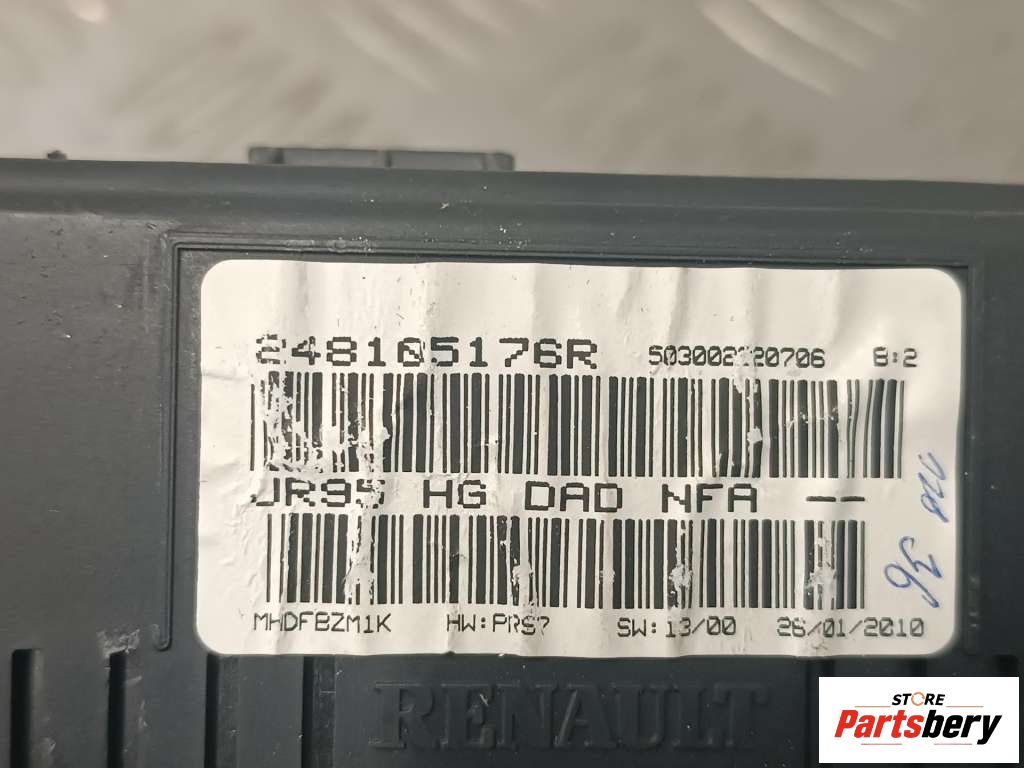 248105176R 8:2
JR95 HG DAD NFA --
MHDFBZM1K HW:PRS7 SW:13/00 26/01/2010
36
RENAULT
STORE
Partsbery